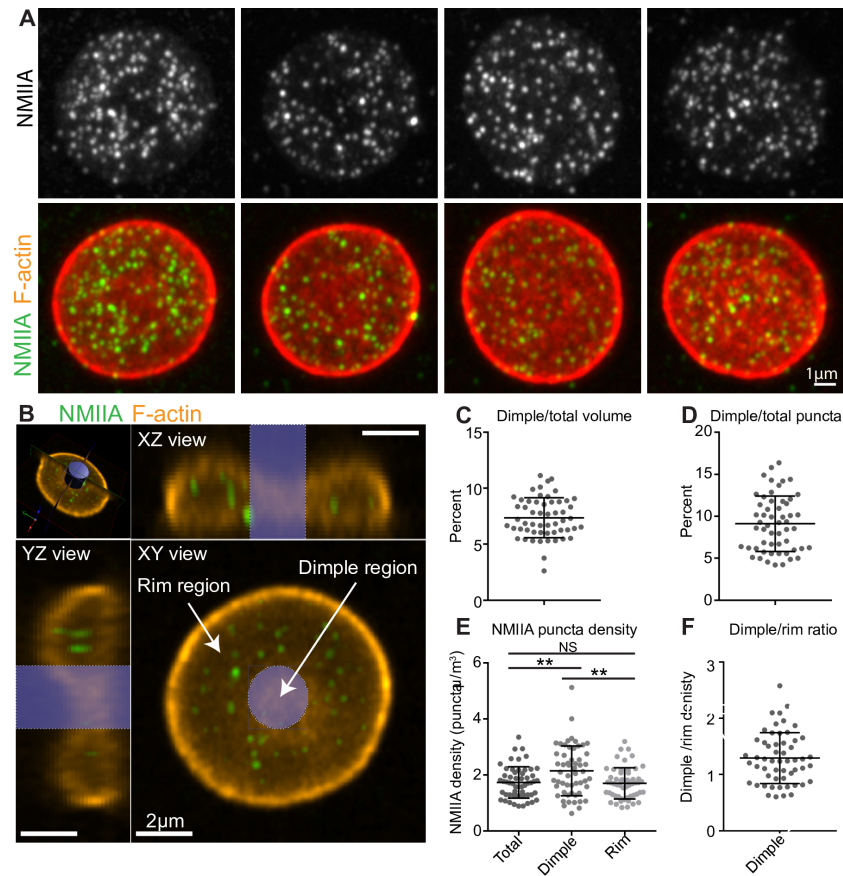 A
NMIIA
NMIIA F-actin
1μm
B
NMIIA F-actin
XZ view
YZ view
XY view
Dimple region
Rim region
2μm
C
Dimple/total volume
Percent
15
10
5
0
D
Dimple/total puncta
Percent
20
15
10
5
0
E
NMIIA puncta density
NS
**
**
NMIIA density (puncta/m³)
6
4
2
0
Total
Dimple
Rim
F
Dimple/rim ratio
Dimple /rim denisty
3
2
1
0
Dimple